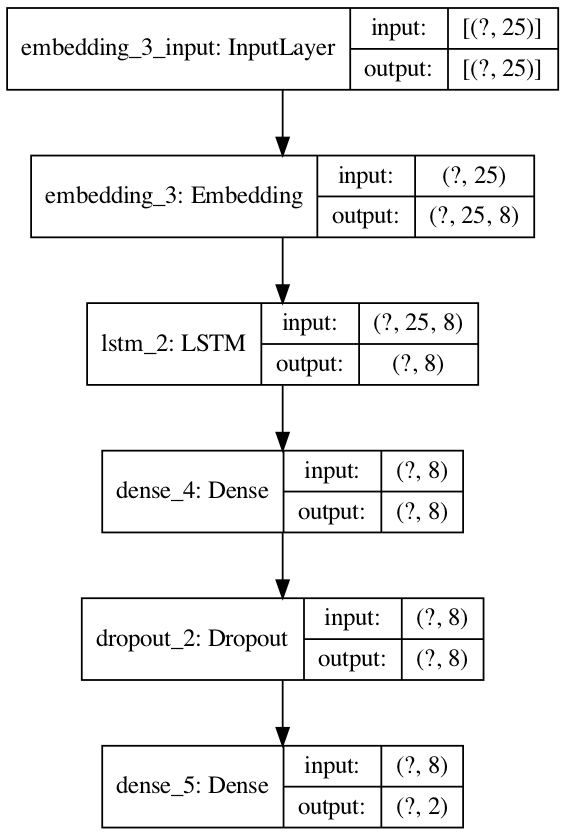 embedding_3_input: InputLayer
input: [(?, 25)]
output: [(?, 25)]
embedding_3: Embedding
input: (?, 25)
output: (?, 25, 8)
lstm_2: LSTM
input: (?, 25, 8)
output: (?, 8)
dense_4: Dense
input: (?, 8)
output: (?, 8)
dropout_2: Dropout
input: (?, 8)
output: (?, 8)
dense_5: Dense
input: (?, 8)
output: (?, 2)